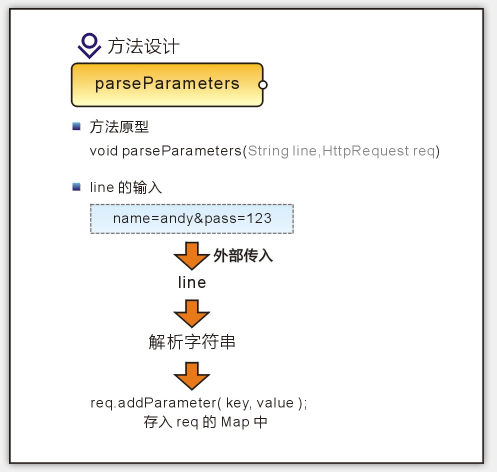 方法设计
parseParameters
方法原型
void parseParameters(String line,HttpRequest req)
line 的输入
name=andy&pass=123
外部传入
line
解析字符串
req.addParameter( key, value );
存入 req 的 Map 中